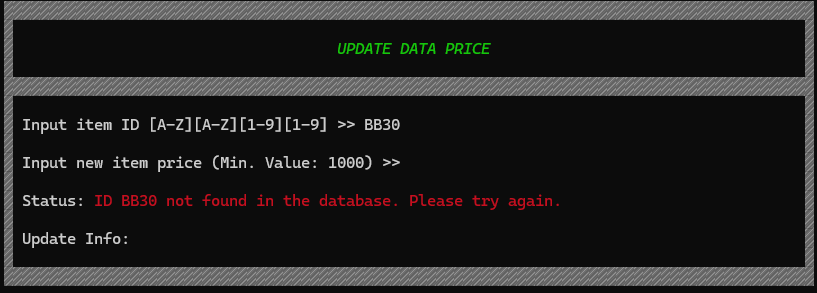 UPDATE DATA PRICE
Input item ID [A-Z][A-Z][1-9][1-9] >> BB30
Input new item price (Min. Value: 1000) >>
Status: ID BB30 not found in the database. Please try again.
Update Info: